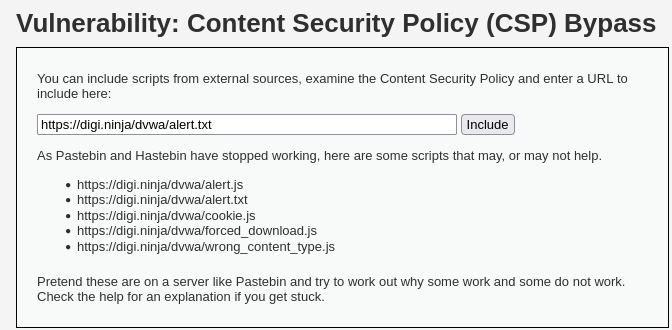 Vulnerability: Content Security Policy (CSP) Bypass
You can include scripts from external sources, examine the Content Security Policy and enter a URL to
include here:
https://digi.ninja/dvwa/alert.txt Include
As Pastebin and Hastebin have stopped working, here are some scripts that may, or may not help.
• https://digi.ninja/dvwa/alert.js
• https://digi.ninja/dvwa/alert.txt
• https://digi.ninja/dvwa/cookie.js
• https://digi.ninja/dvwa/forced_download.js
• https://digi.ninja/dvwa/wrong_content_type.js
Pretend these are on a server like Pastebin and try to work out why some work and some do not work.
Check the help for an explanation if you get stuck.